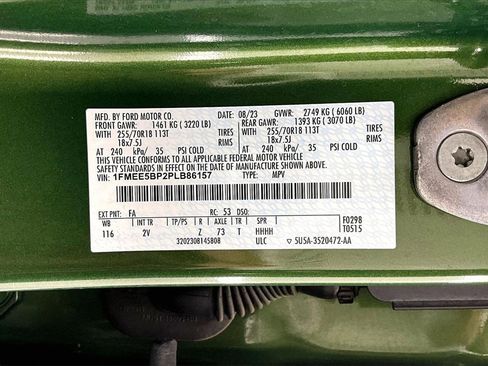 MFD. BY FORD MOTOR CO.
DATE: 08/23 GVWR: 2749 KG (6060 LB)
FRONT GAWR: 1461 KG (3220 LB) REAR GAWR: 1393 KG (3070 LB)
WITH 255/70R18 113T TIRES WITH 255/70R18 113T TIRES
18x7.5J RIMS 18x7.5J RIMS
AT 240 kPa/ 35 PSI COLD AT 240 kPa/ 35 PSI COLD
THIS VEHICLE CONFORMS TO ALL APPLICABLE FEDERAL MOTOR VEHICLE
SAFETY STANDARDS IN EFFECT ON THE DATE OF MANUFACTURE SHOWN ABOVE.
VIN: 1FMEE5BP2PLB86157 TYPE: MPV
EXT PNT: FA RC: 53 DSO: F0298
WB INT TR TP/PS R AXLE TR SPR T0515
116 2V Z 73 T HHHH
3202308145808 ULC 5U5A-3520472-AA